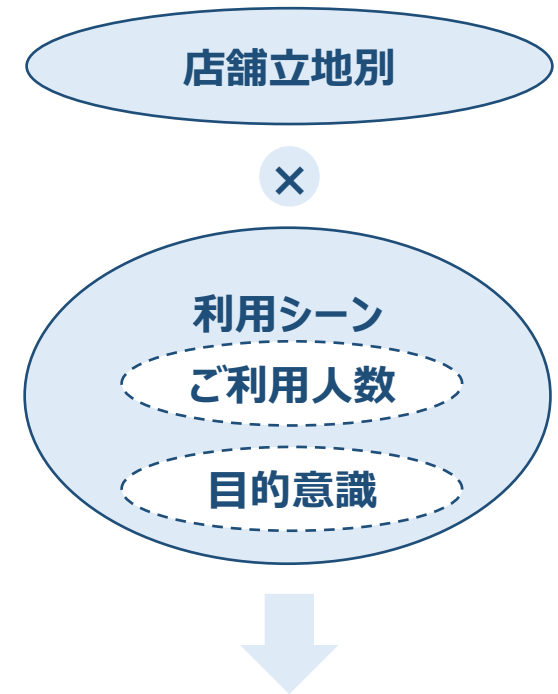 店舗立地別
×
利用シーン
ご利用人数
目的意識